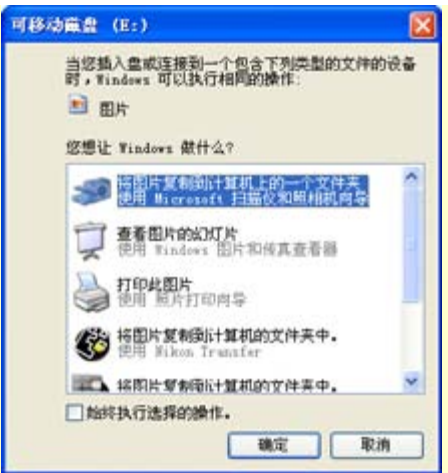 可移动磁盘 (E:)
当您插入盘或连接到一个包含下列类型的文件的设备
时，Windows 可以执行相同的操作:
图片
您想让 Windows 做什么?
将图片复制到计算机上的一个文件夹
使用 Microsoft 扫描仪和照相机向导
查看图片的幻灯片
使用 Windows 图片和传真查看器
打印此图片
使用 照片打印向导
将图片复制到计算机的文件夹中。
使用 Nikon Transfer
将图片复制到计算机的文件夹中。
始终执行选择的操作。
确定
取消